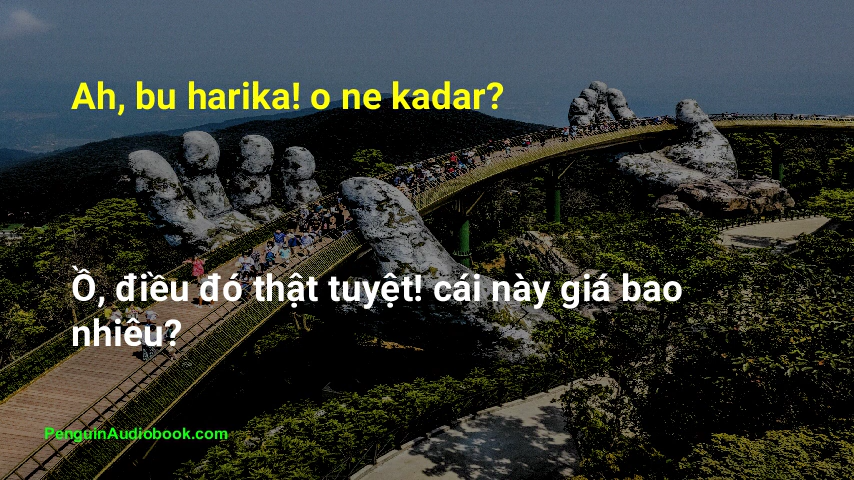 Ah, bu harika! o ne kadar?
Ồ, điều đó thật tuyệt! cái này giá bao
nhiêu?
PenguinAudiobook.com